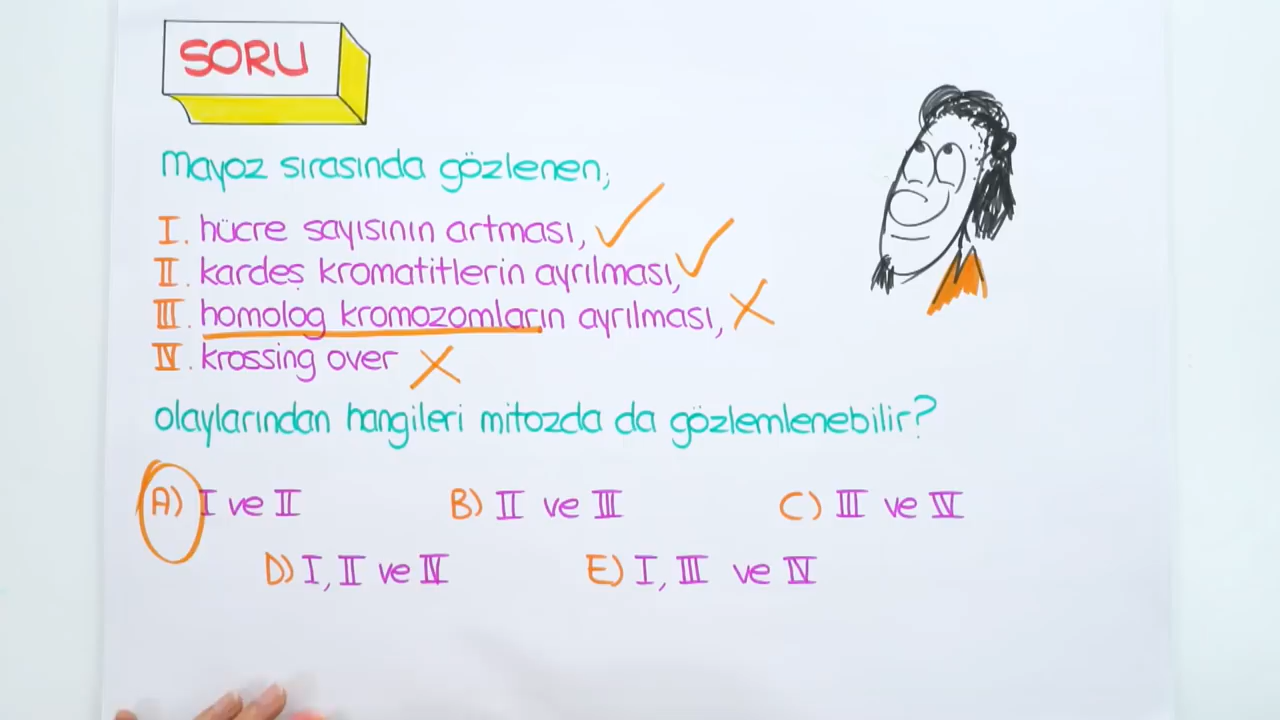 SORU
mayoz sırasında gözlenen;
I. hücre sayısının artması,
II. kardeş kromatitlerin ayrılması,
III. homolog kromozomların ayrılması,
IV. krossing over
olaylarından hangileri mitozda da gözlemlenebilir?
A) I ve II B) II ve III C) III ve IV
D) I, II ve IV E) I, III ve IV